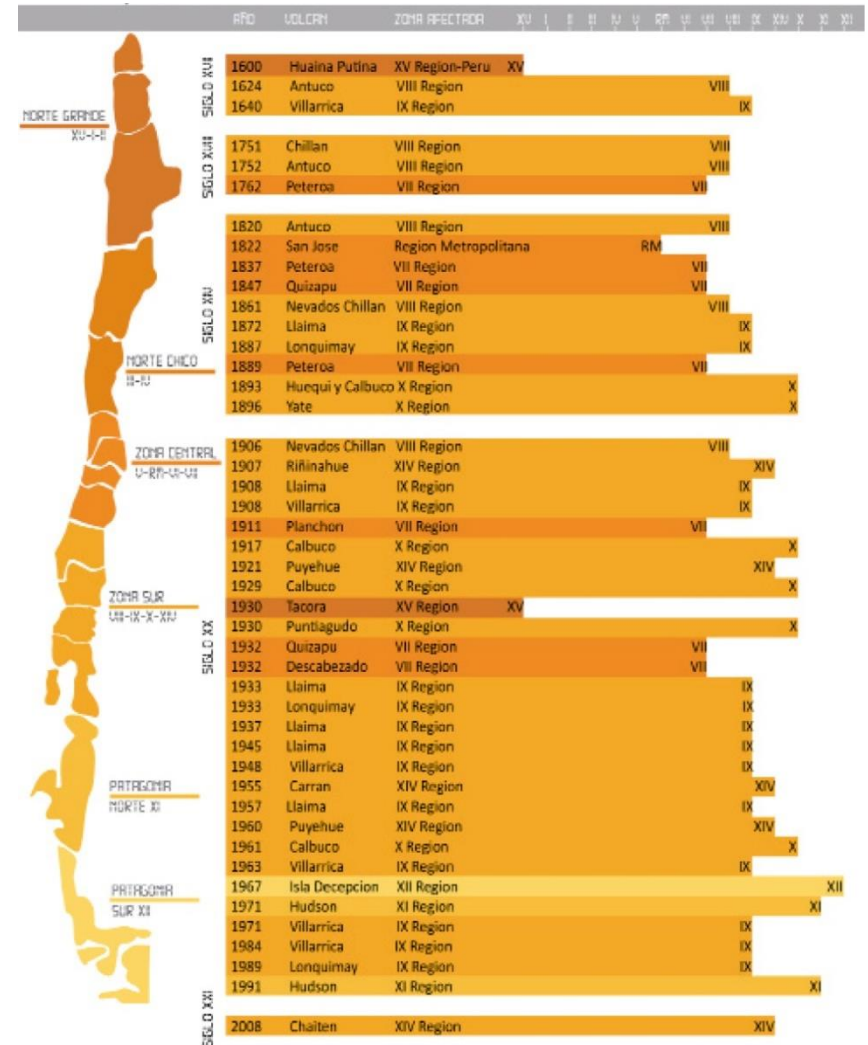 AÑO VOLCAN ZONA AFECTADA XV I II III IV V RM VI VII VIII IX XIV X XI XII
SIGLO XVII
1600 Huaina Putina XV Region-Peru XV
1624 Antuco VIII Region VIII
1640 Villarrica IX Region IX
NORTE GRANDE
XV-I-II
SIGLO XVIII
1751 Chillan VIII Region VIII
1752 Antuco VIII Region VIII
1762 Peteroa VII Region VII
SIGLO XIV
1820 Antuco VIII Region VIII
1822 San Jose Region Metropolitana RM
1837 Peteroa VII Region VII
1847 Quizapu VII Region VII
1861 Nevados Chillan VIII Region VIII
1872 Llaima IX Region IX
1887 Lonquimay IX Region IX
1889 Peteroa VII Region VII
1893 Huequi y Calbuco X Region X
1896 Yate X Region X
NORTE CHICO
III-IV
ZONA CENTRAL
V-RM-VI-VII
SIGLO XX
1906 Nevados Chillan VIII Region VIII
1907 Riñinahue XIV Region XIV
1908 Llaima IX Region IX
1908 Villarrica IX Region IX
1911 Planchon VII Region VII
1917 Calbuco X Region X
1921 Puyehue XIV Region XIV
1929 Calbuco X Region X
1930 Tacora XV Region XV
1930 Puntiagudo X Region X
1932 Quizapu VII Region VII
1932 Descabezado VII Region VII
1933 Llaima IX Region IX
1933 Lonquimay IX Region IX
1937 Llaima IX Region IX
1945 Llaima IX Region IX
1948 Villarrica IX Region IX
1955 Carran XIV Region XIV
1957 Llaima IX Region IX
1960 Puyehue XIV Region XIV
1961 Calbuco X Region X
1963 Villarrica IX Region IX
1967 Isla Decepcion XII Region XII
1971 Hudson XI Region XI
1971 Villarrica IX Region IX
1984 Villarrica IX Region IX
1989 Lonquimay IX Region IX
1991 Hudson XI Region XI
ZONA SUR
VIII-IX-X-XIV
PATAGONIA
NORTE XI
PATAGONIA
SUR XII
SIGLO XXI
2008 Chaiten XIV Region XIV